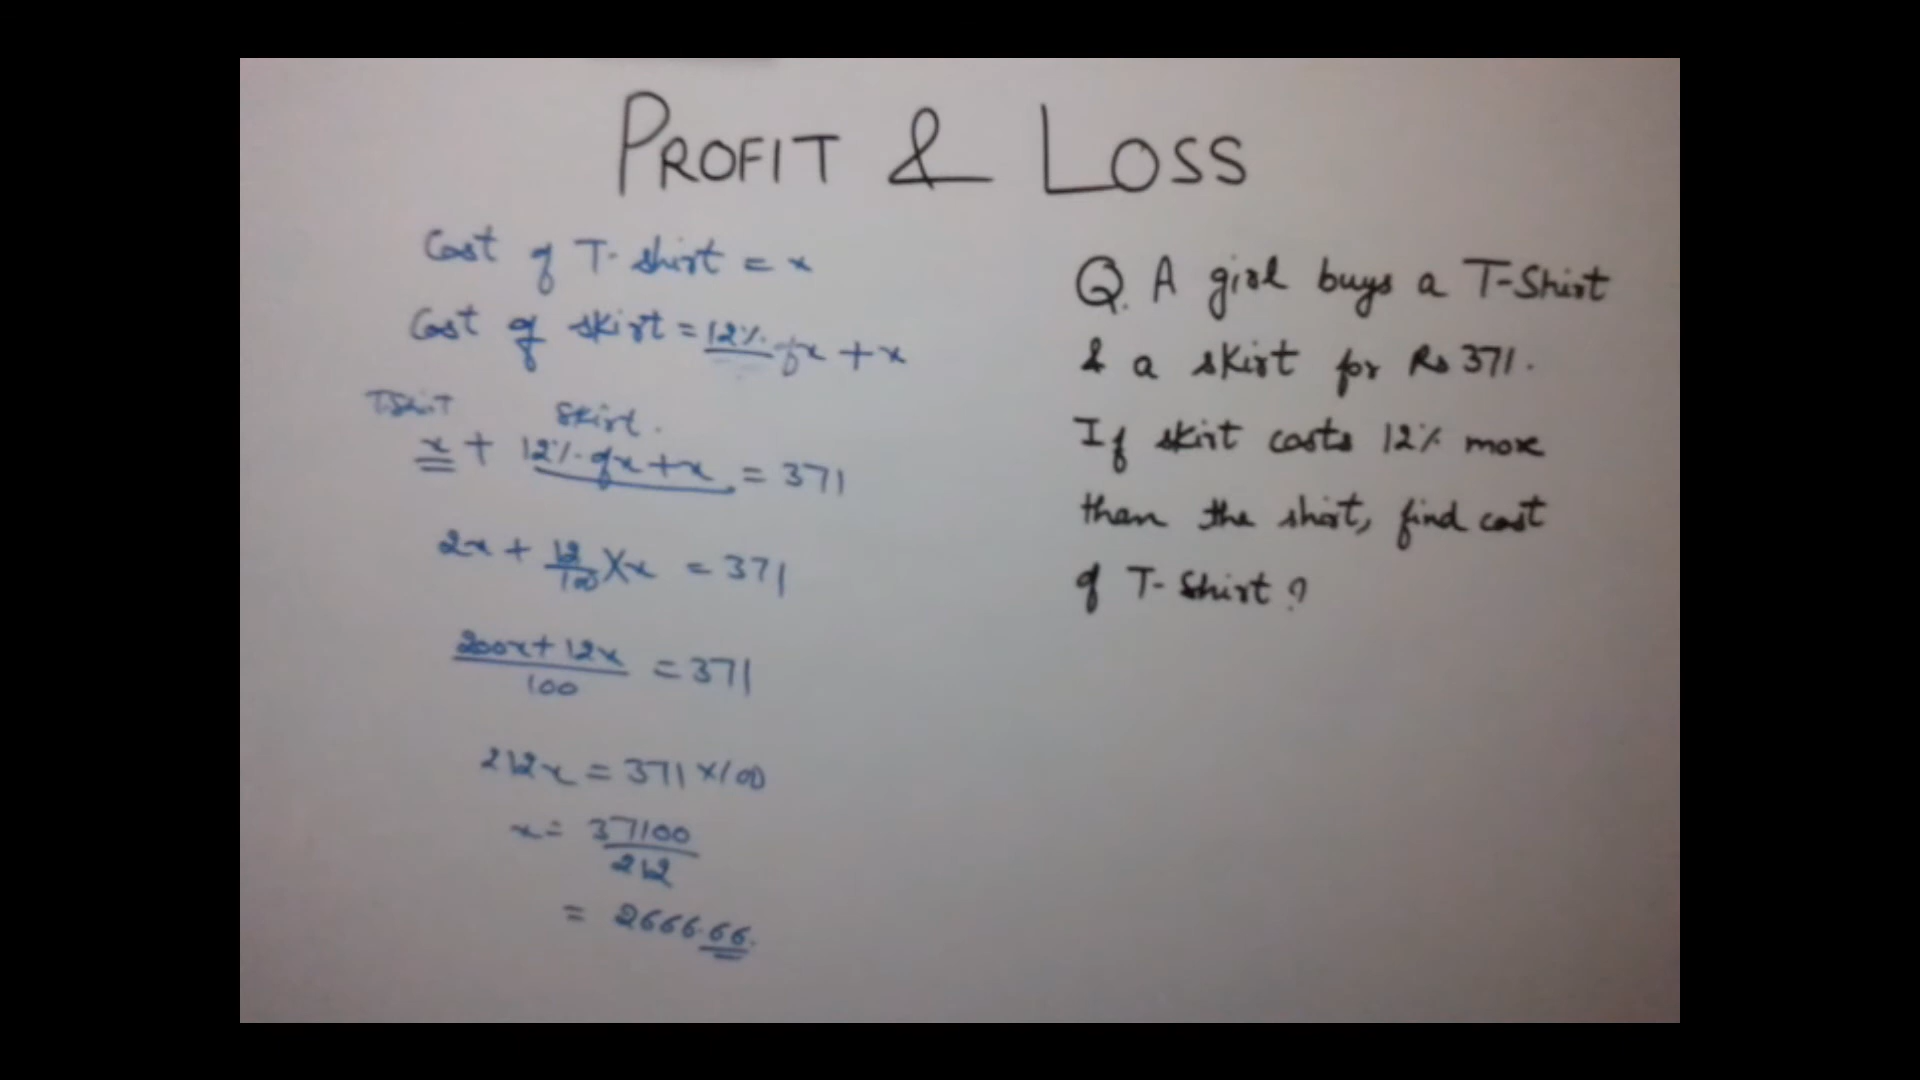 PROFIT & LOSS
Cost of T-shirt = x
Cost of skirt = 12% of x + x
T.Shirt Skirt.
x + 12% of x + x = 371
2x + 12/100 X x = 371
200x + 12x / 100 = 371
212x = 371 x 100
x = 37100 / 212
= 2666.66.
Q. A girl buys a T-Shirt
& a skirt for Rs 371.
If skirt costs 12% more
than the shirt, find cost
of T-Shirt?